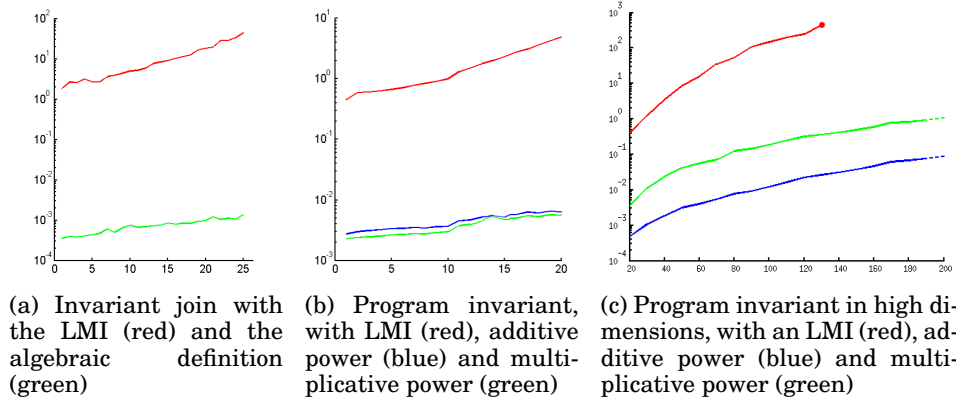 10^2
10^1
10^0
10^-1
10^-2
10^-3
10^-4
0 5 10 15 20 25
10^2
10^1
10^0
10^-1
10^-2
10^-3
0 5 10 15 20
10^3
10^2
10^1
10^0
10^-1
10^-2
10^-3
10^-4
20 40 60 80 100 120 140 160 180 200
(a) Invariant join with
the LMI (red) and the
algebraic definition
(green)
(b) Program invariant,
with LMI (red), additive
power (blue) and multi-
plicative power (green)
(c) Program invariant in high di-
mensions, with an LMI (red), ad-
ditive power (blue) and multi-
plicative power (green)